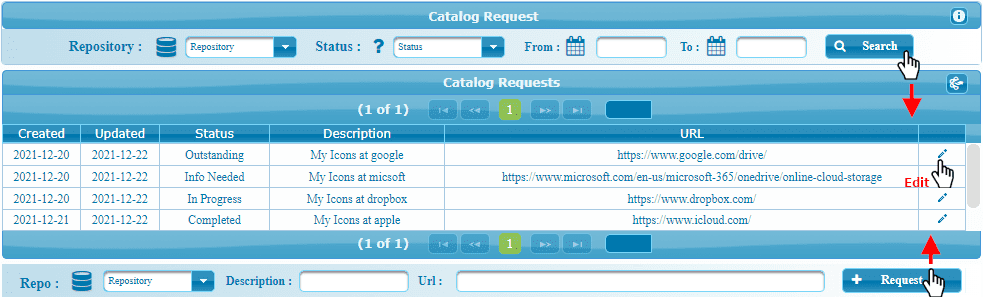 Catalog Request
Repository : Repository Status : ? Status From : To : Search
Catalog Requests
(1 of 1) 1
Created Updated Status Description URL
2021-12-20 2021-12-22 Outstanding My Icons at google https://www.google.com/drive/
2021-12-20 2021-12-22 Info Needed My Icons at micsoft https://www.microsoft.com/en-us/microsoft-365/onedrive/online-cloud-storage
Edit
2021-12-20 2021-12-22 In Progress My Icons at dropbox https://www.dropbox.com/
2021-12-21 2021-12-22 Completed My Icons at apple https://www.icloud.com/
(1 of 1) 1
Repo : Repository Description : Url : + Request